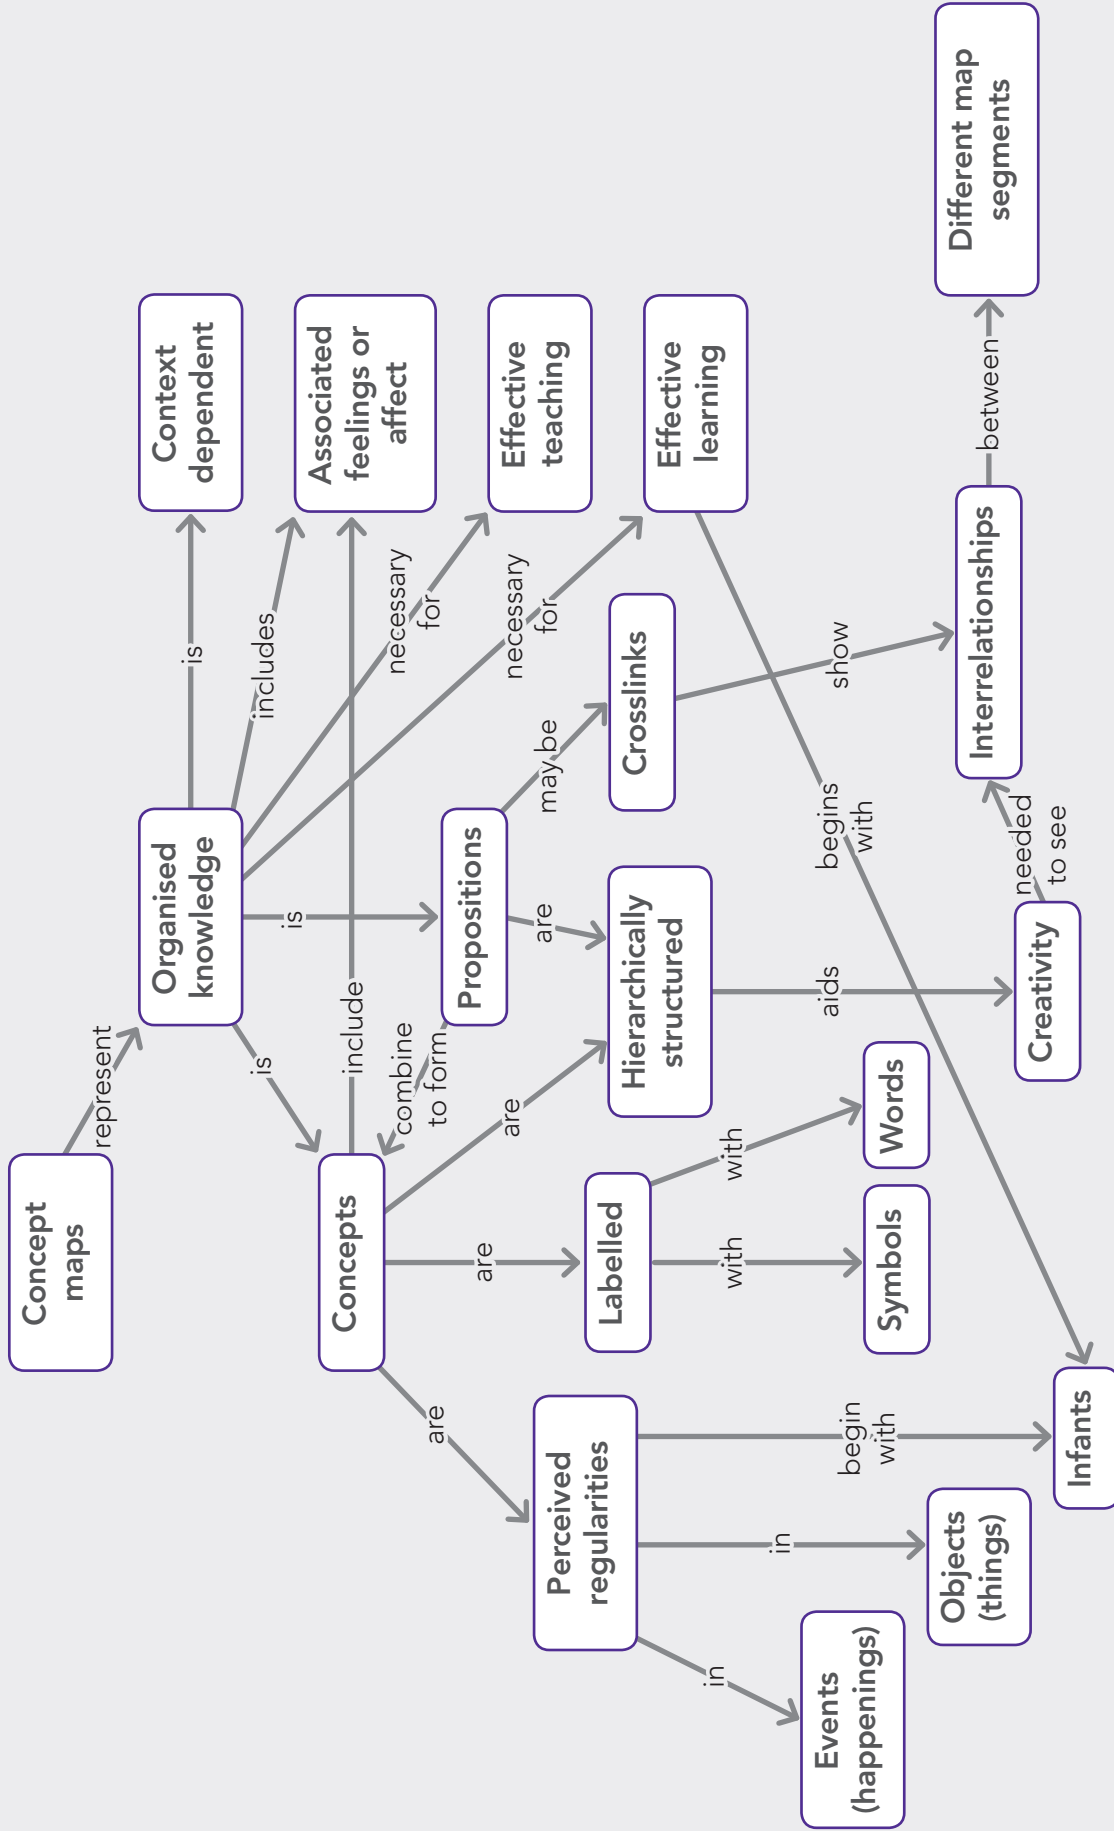 Concept
maps
represent
Organised
knowledge
is
Context
dependent
includes
Associated
feelings or
affect
necessary
for
Effective
teaching
necessary
for
Effective
learning
is
is
Concepts
include
combine
to form
Propositions
may be
Crosslinks
are
are
are
are
Perceived
regularities
Labelled
Hierarchically
structured
show
begins
with
in
in
begin
with
with
with
aids
needed
to see
Events
(happenings)
Objects
(things)
Infants
Symbols
Words
Creativity
Interrelationships
between
Different map
segments